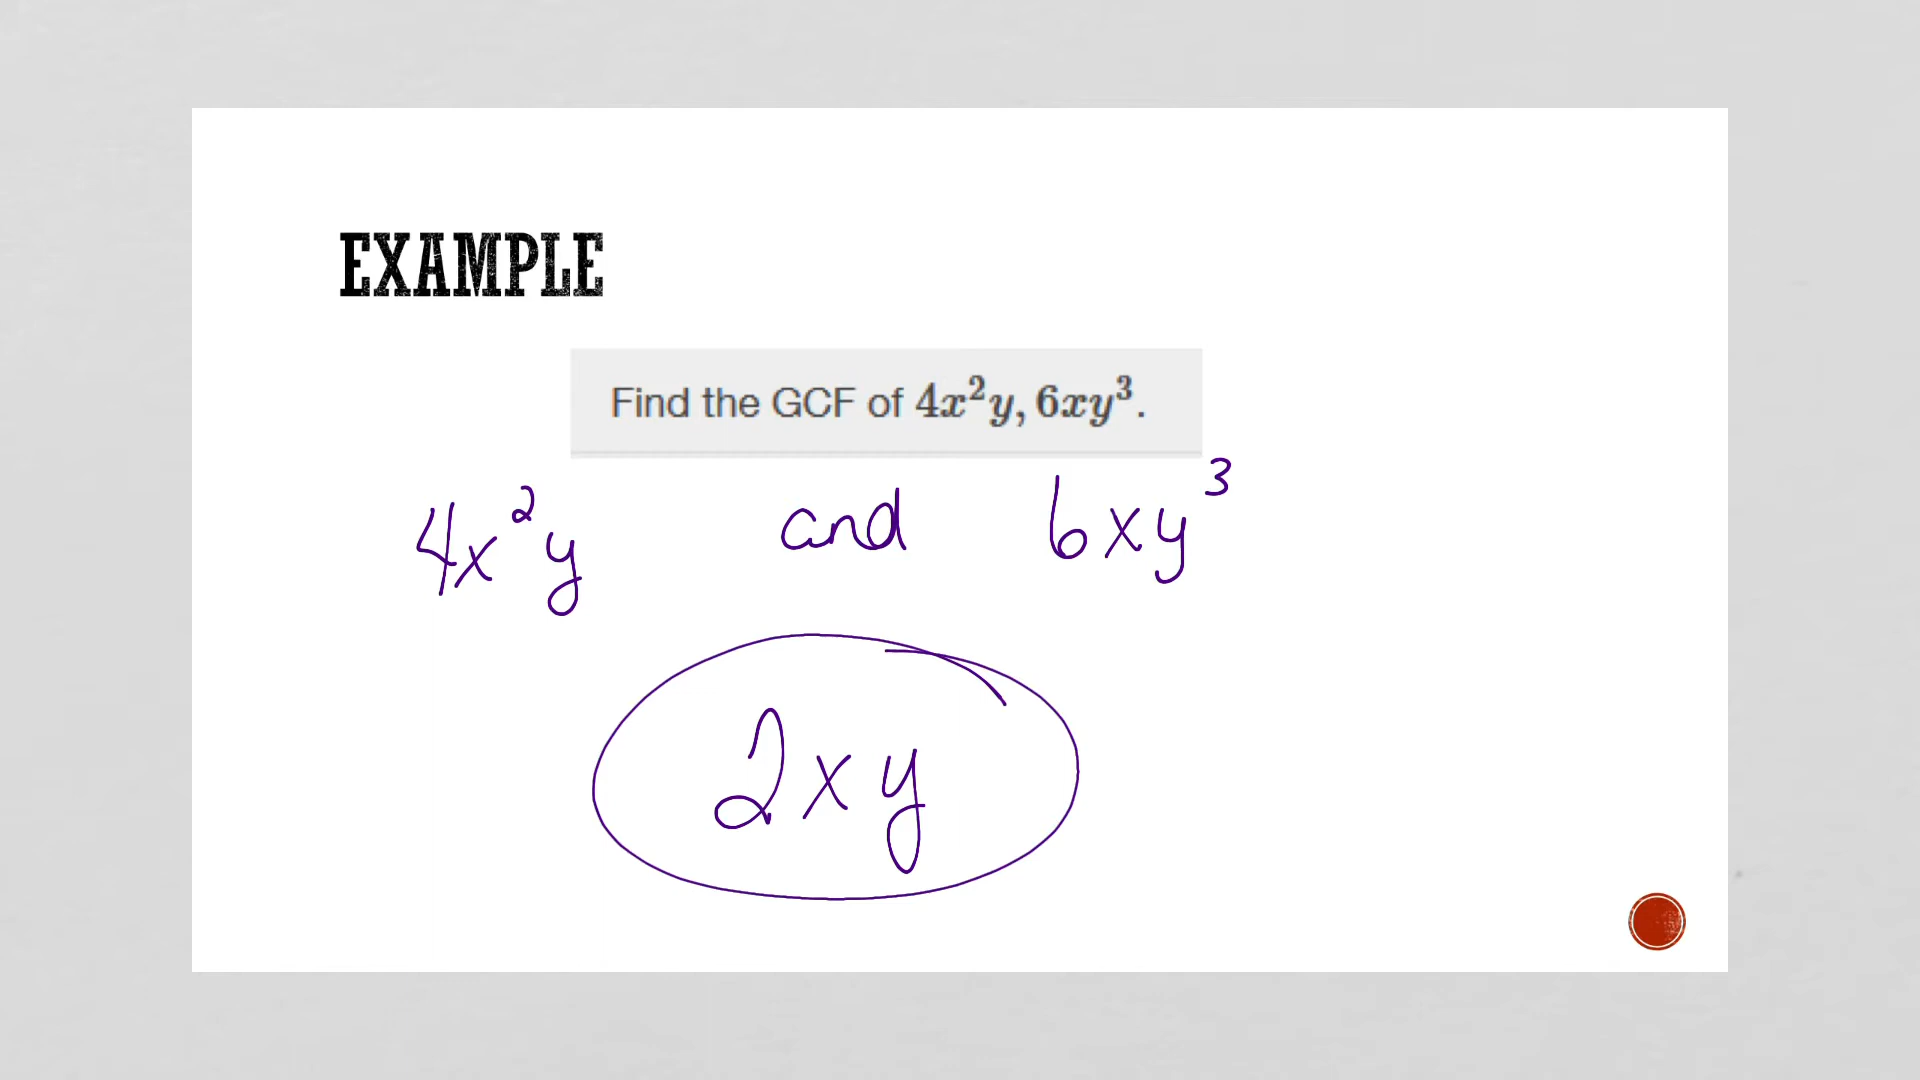 EXAMPLE
Find the GCF of 4x²y, 6xy³.
4x²y and 6xy³
2xy